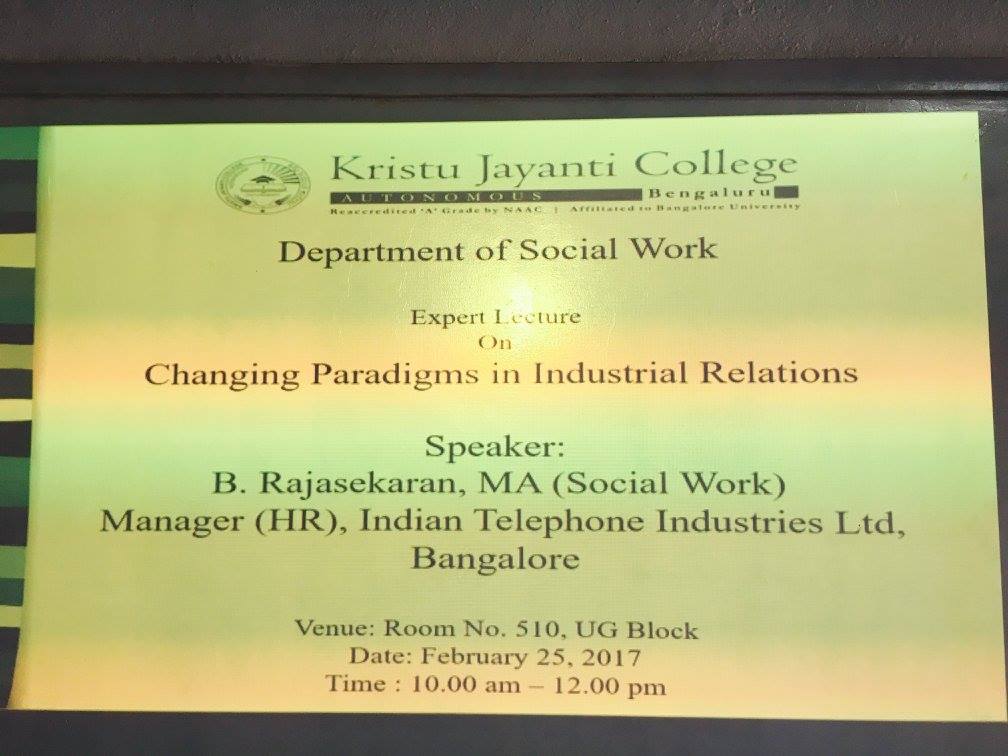 Kristu Jayanti College
AUTONOMOUS Bengaluru
Reaccredited 'A' Grade by NAAC | Affiliated to Bangalore University
Department of Social Work
Expert Lecture
On
Changing Paradigms in Industrial Relations
Speaker:
B. Rajasekaran, MA (Social Work)
Manager (HR), Indian Telephone Industries Ltd,
Bangalore
Venue: Room No. 510, UG Block
Date: February 25, 2017
Time : 10.00 am – 12.00 pm